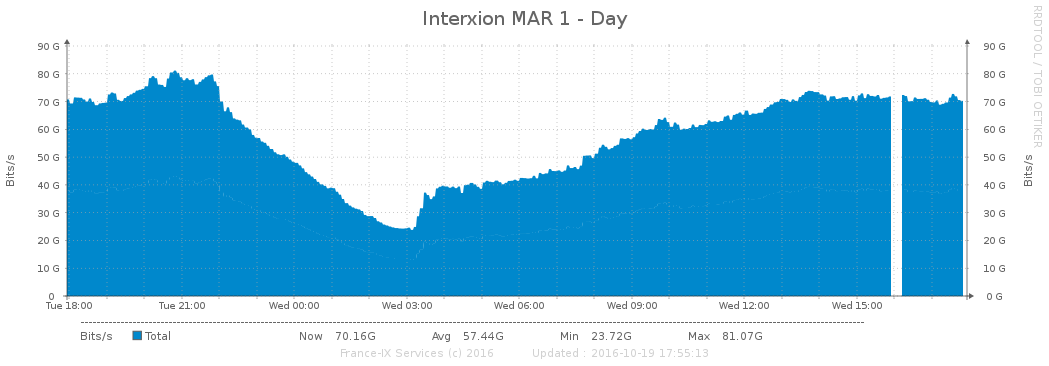 Interxion MAR 1 - Day
RRDTOOL / TOBI OETIKER
90 G 90 G
80 G 80 G
70 G 70 G
60 G 60 G
50 G 50 G
40 G 40 G
30 G 30 G
20 G 20 G
10 G 10 G
0 0 G
Bits/s
Bits/s
Tue 18:00 Tue 21:00 Wed 00:00 Wed 03:00 Wed 06:00 Wed 09:00 Wed 12:00 Wed 15:00
Bits/s Total Now 70.16G Avg 57.44G Min 23.72G Max 81.07G
France-IX Services (c) 2016 Updated : 2016-10-19 17:55:13